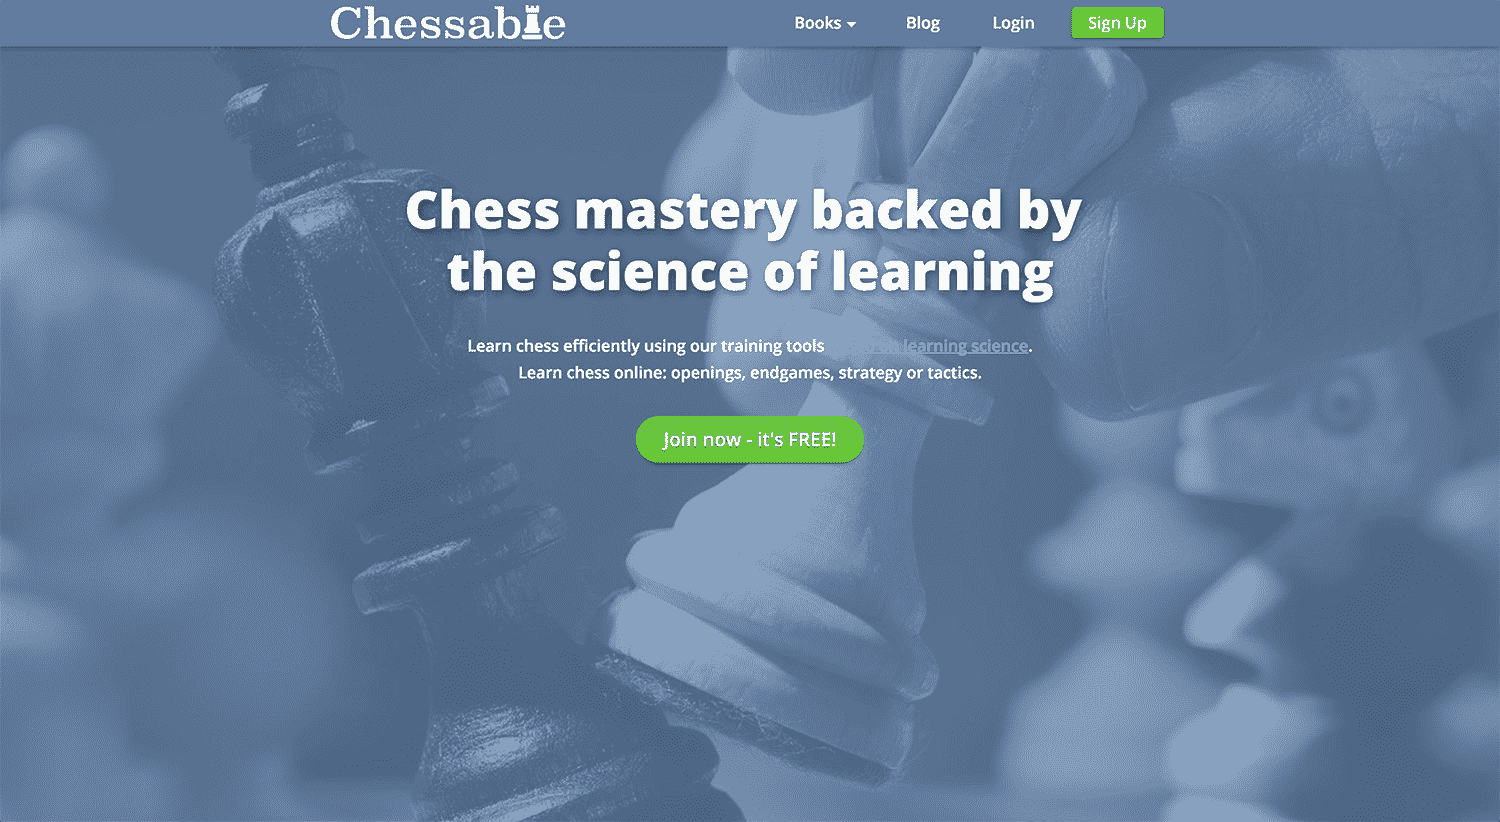 Chessable
Books
Blog
Login
Sign Up
Chess mastery backed by
the science of learning
Learn chess efficiently using our training tools learning science.
Learn chess online: openings, endgames, strategy or tactics.
Join now - it's FREE!